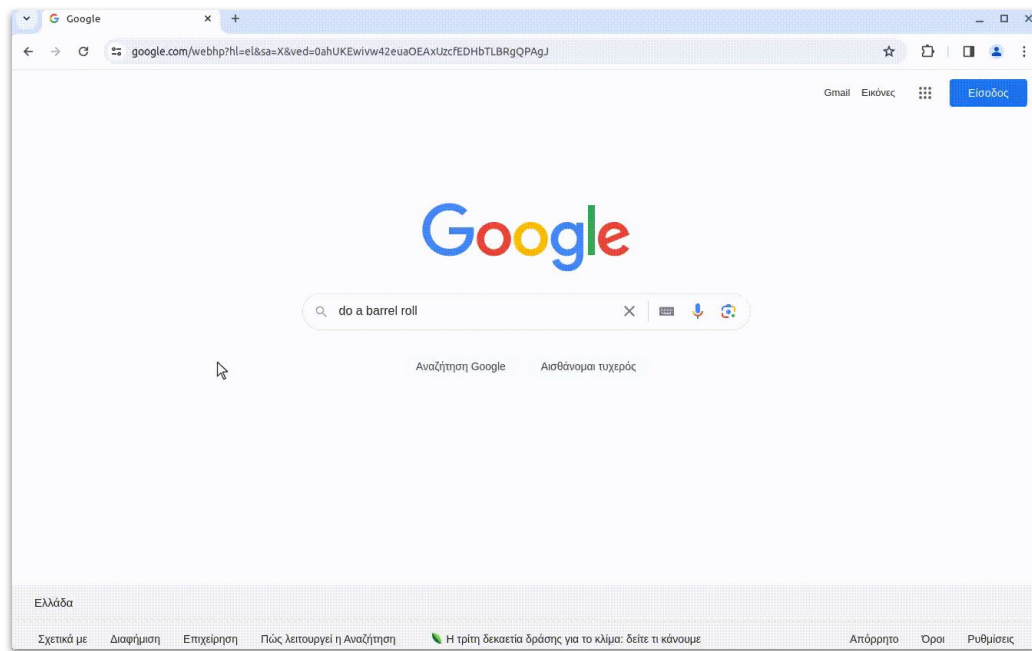 Google
google.com/webhp?hl=el&sa=X&ved=0ahUKEwivw42euaOEAxUzcfEDHbTLBRgQPAgJ
Gmail Εικόνες Είσοδος
Google
do a barrel roll
Αναζήτηση Google Αισθάνομαι τυχερός
Ελλάδα
Σχετικά με Διαφήμιση Επιχείρηση Πώς λειτουργεί η Αναζήτηση Η τρίτη δεκαετία δράσης για το κλίμα: δείτε τι κάνουμε Απόρρητο Όροι Ρυθμίσεις